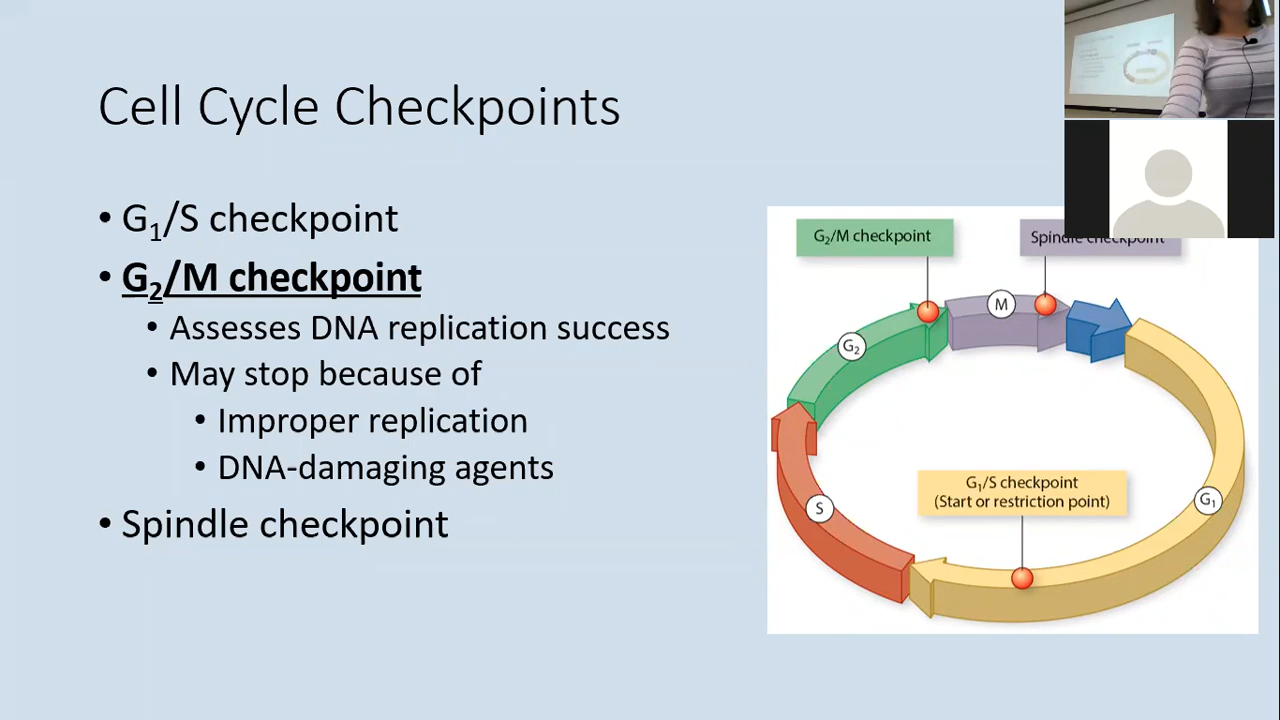 Cell Cycle Checkpoints
• G₁/S checkpoint
• G₂/M checkpoint
• Assesses DNA replication success
• May stop because of
• Improper replication
• DNA-damaging agents
• Spindle checkpoint
G₂/M checkpoint
Spindle checkpoint
M
G₂
S
G₁/S checkpoint
(Start or restriction point)
G₁